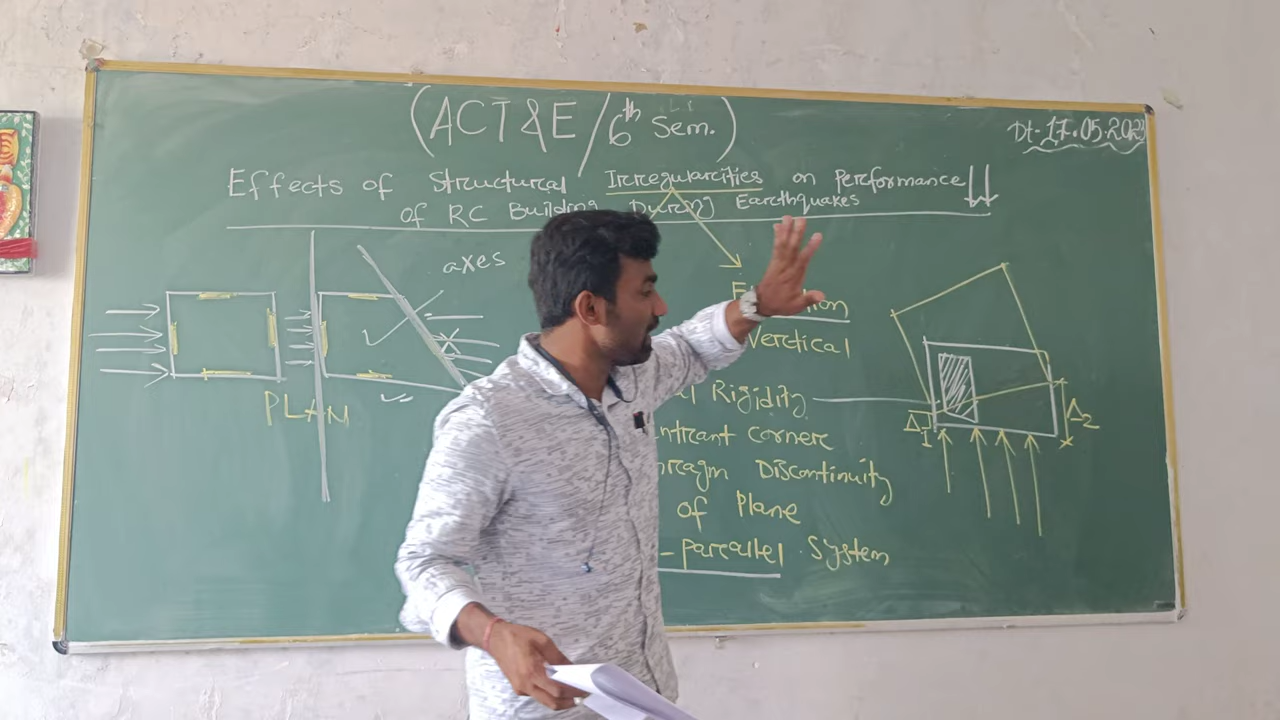 (ACT&E/6th Sem.)
Dt-17.05.202
Effects of Structural Irregularities on Performance
of RC Building During Earthquakes
axes
PLAN
Vertical
Rigidity
Corner
Discontinuity
of Plane
parallel System
Δ1
Δ2